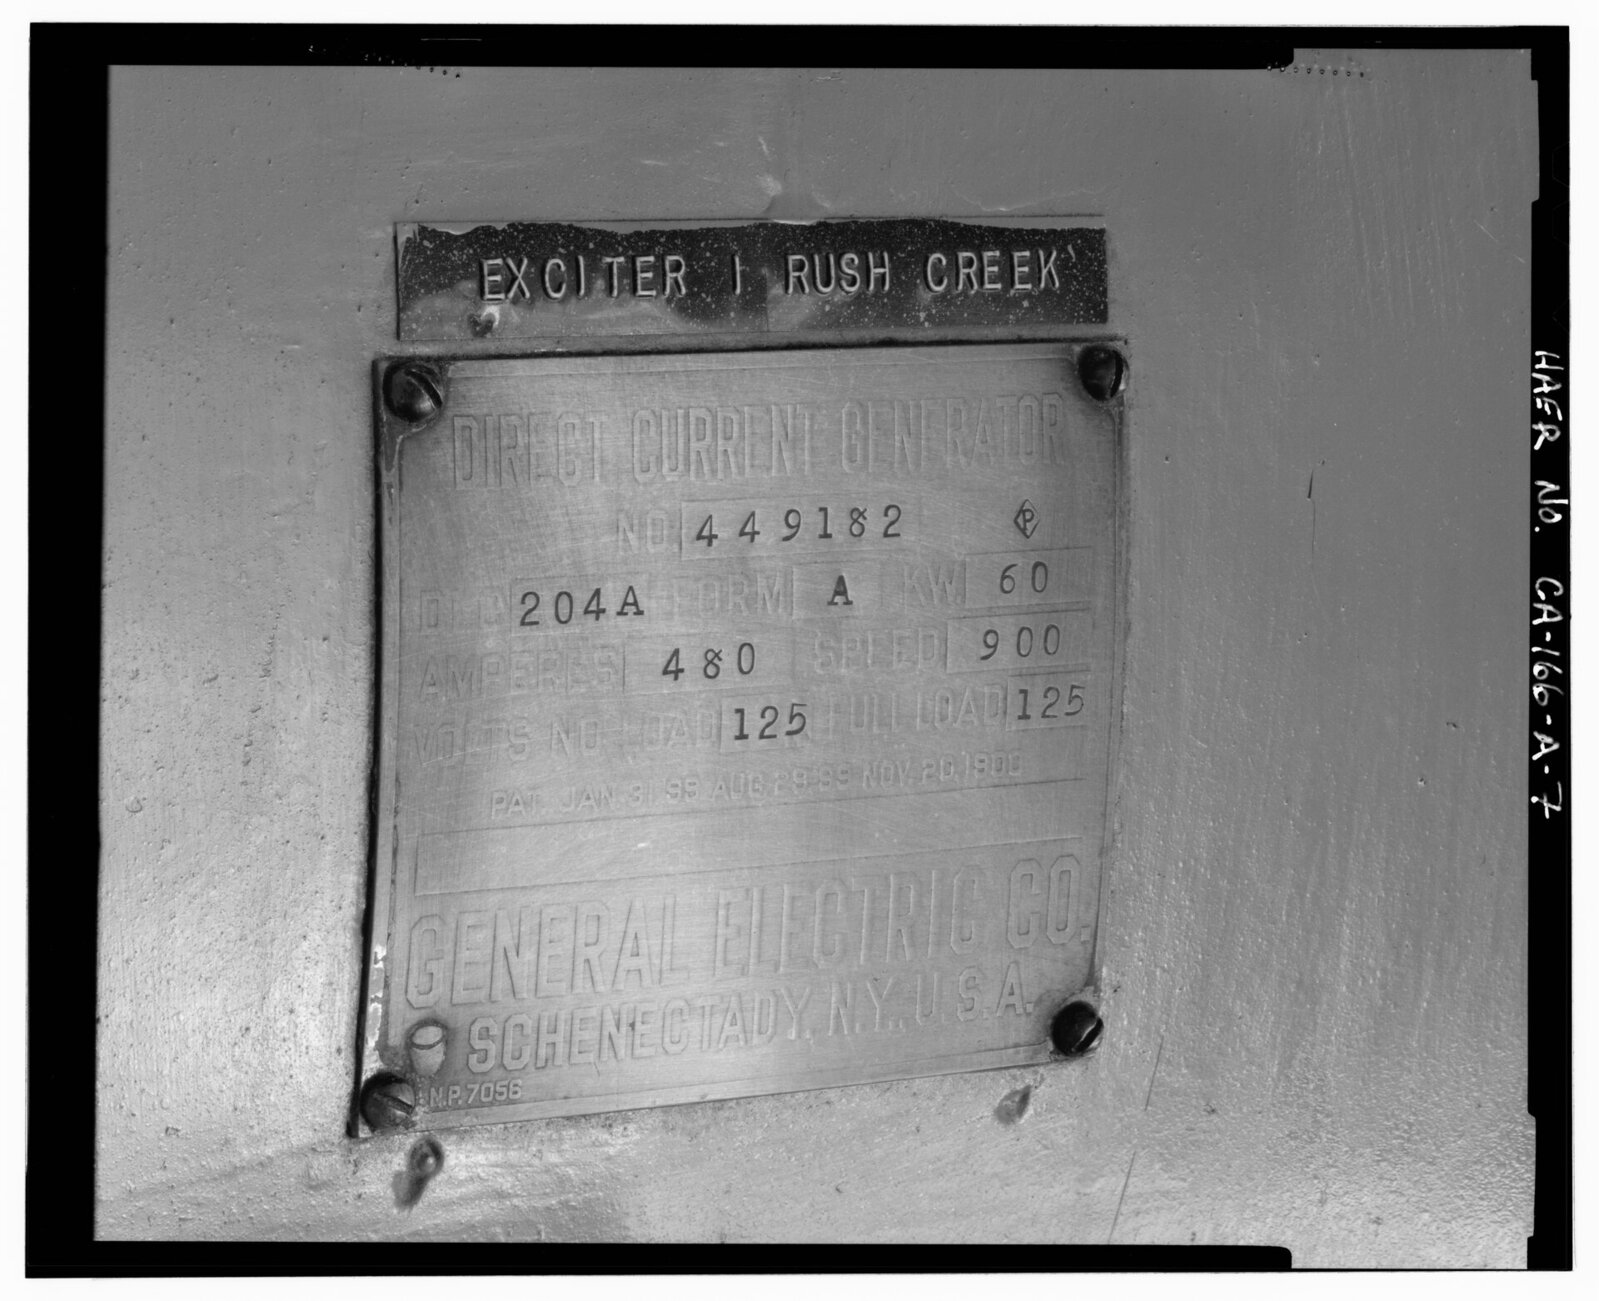 EXCITER 1 RUSH CREEK
DIRECT CURRENT GENERATOR
NO 449182 P
204A FORM A KW 60
AMPERES 480 SPEED 900
VOLTS NO LOAD 125 FULL LOAD 125
PAT. JAN. 31 99 AUG. 29 99 NOV. 20, 1900
GENERAL ELECTRIC CO.
SCHENECTADY, N.Y., U.S.A.
N.P. 7056
HAER No. CA-166-A-7